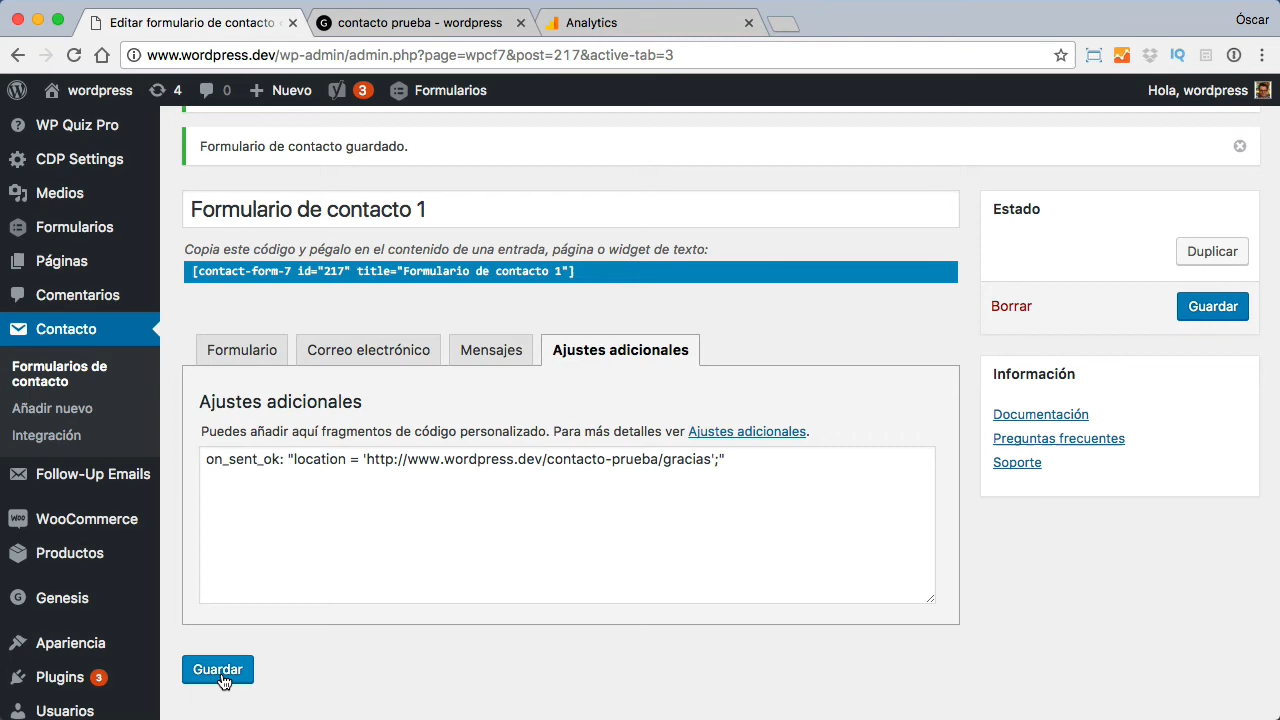 Editar formulario de contacto
contacto prueba - wordpress
Analytics
Óscar
www.wordpress.dev/wp-admin/admin.php?page=wpcf7&post=217&active-tab=3
wordpress
4
0
Nuevo
3
Formularios
Hola, wordpress
WP Quiz Pro
CDP Settings
Medios
Formularios
Páginas
Comentarios
Contacto
Formularios de
contacto
Añadir nuevo
Integración
Follow-Up Emails
WooCommerce
Productos
Genesis
Apariencia
Plugins 3
Usuarios
Formulario de contacto guardado.
Formulario de contacto 1
Copia este código y pégalo en el contenido de una entrada, página o widget de texto:
[contact-form-7 id="217" title="Formulario de contacto 1"]
Formulario
Correo electrónico
Mensajes
Ajustes adicionales
Ajustes adicionales
Puedes añadir aquí fragmentos de código personalizado. Para más detalles ver Ajustes adicionales.
on_sent_ok: "location = 'http://www.wordpress.dev/contacto-prueba/gracias';"
Guardar
Estado
Duplicar
Borrar
Guardar
Información
Documentación
Preguntas frecuentes
Soporte